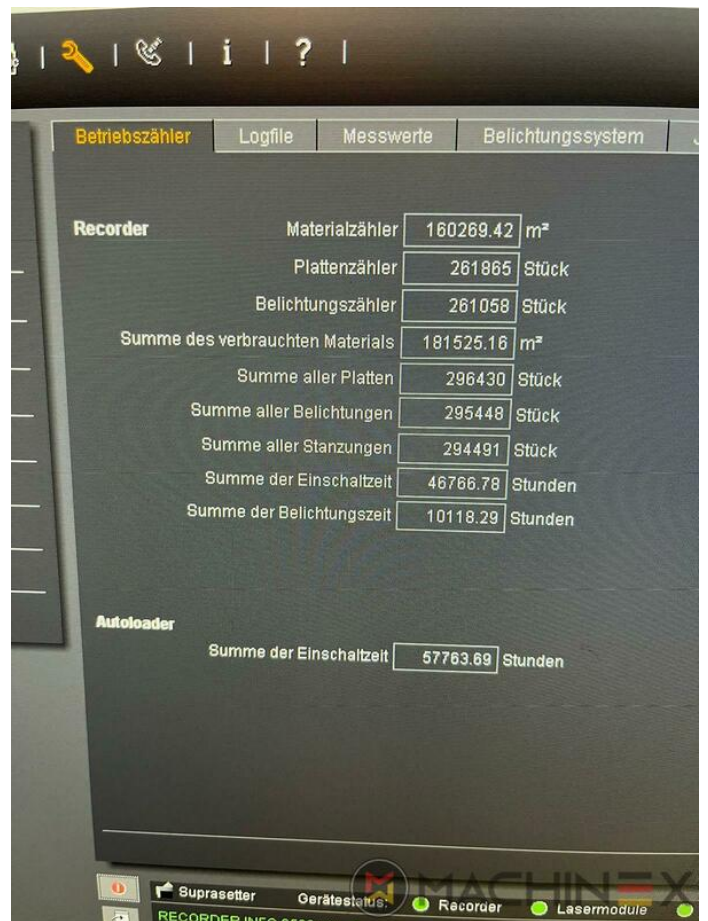 i | ?
Betriebszähler Logfile Messwerte Belichtungssystem
Recorder Materialzähler 160269.42 m²
Plattenzähler 261865 Stück
Belichtungszähler 261058 Stück
Summe des verbrauchten Materials 181525.16 m²
Summe aller Platten 296430 Stück
Summe aller Belichtungen 295448 Stück
Summe aller Stanzungen 294491 Stück
Summe der Einschaltzeit 46766.78 Stunden
Summe der Belichtungszeit 10118.29 Stunden
Autoloader
Summe der Einschaltzeit 57763.69 Stunden
MACHINEX
Suprasetter Gerätestatus: Recorder Lasermodule
RECORDER INFO